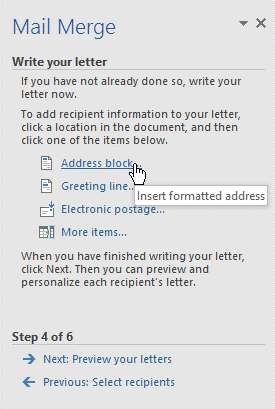 Mail Merge
Write your letter
If you have not already done so, write your
letter now.
To add recipient information to your letter,
click a location in the document, and then
click one of the items below.
Address block...
Greeting line...
Insert formatted address
Electronic postage...
More items...
When you have finished writing your letter,
click Next. Then you can preview and
personalize each recipient's letter.
Step 4 of 6
Next: Preview your letters
Previous: Select recipients